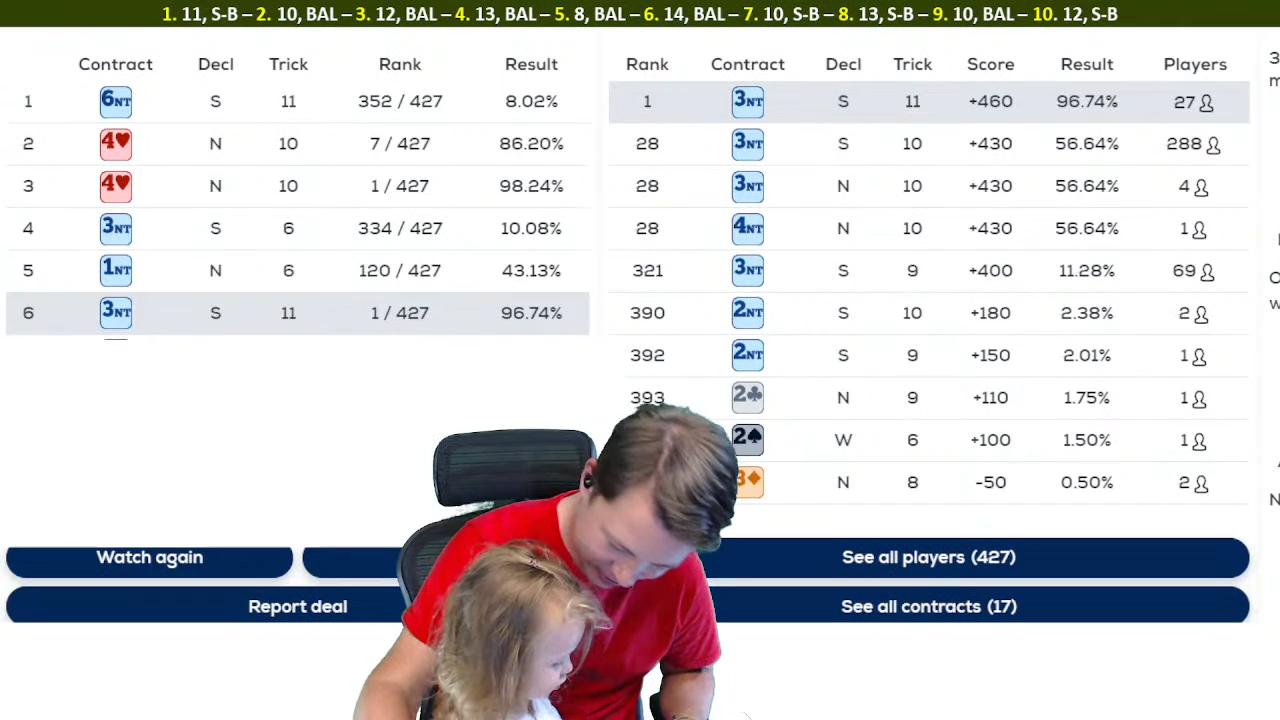 1. 11, S-B – 2. 10, BAL – 3. 12, BAL – 4. 13, BAL – 5. 8, BAL – 6. 14, BAL – 7. 10, S-B – 8. 13, S-B – 9. 10, BAL – 10. 12, S-B
Contract Decl Trick Rank Result
1 6NT S 11 352 / 427 8.02%
2 4♥ N 10 7 / 427 86.20%
3 4♥ N 10 1 / 427 98.24%
4 3NT S 6 334 / 427 10.08%
5 1NT N 6 120 / 427 43.13%
6 3NT S 11 1 / 427 96.74%
Watch again
Report deal
Rank Contract Decl Trick Score Result Players
1 3NT S 11 +460 96.74% 27
28 3NT S 10 +430 56.64% 288
28 3NT N 10 +430 56.64% 4
28 4NT N 10 +430 56.64% 1
321 3NT S 9 +400 11.28% 69
390 2NT S 10 +180 2.38% 2
392 2NT S 9 +150 2.01% 1
393 2♣ N 9 +110 1.75% 1
2♠ W 6 +100 1.50% 1
3♦ N 8 -50 0.50% 2
See all players (427)
See all contracts (17)